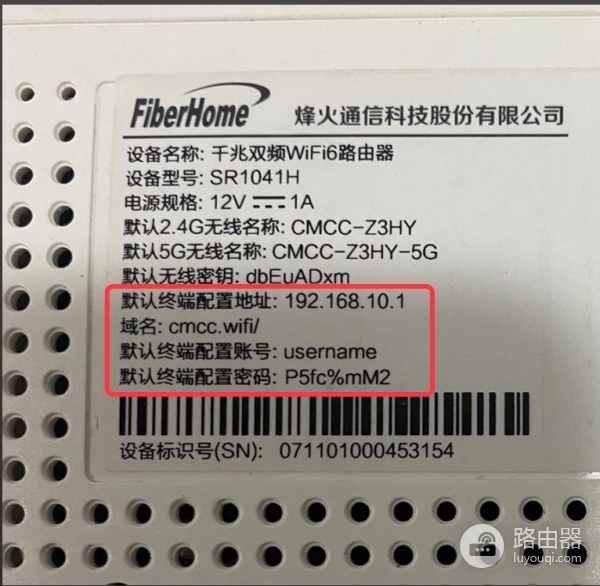 FiberHome 烽火通信科技股份有限公司
设备名称: 千兆双频WiFi6路由器
设备型号: SR1041H
电源规格: 12V ⎓ 1A
默认2.4G无线名称: CMCC-Z3HY
默认5G无线名称: CMCC-Z3HY-5G
默认无线密钥: dbEuADxm
默认终端配置地址: 192.168.10.1
域名: cmcc.wifi/
默认终端配置账号: username
默认终端配置密码: P5fc%mM2
设备标识号(SN): 071101000453154
路由器
luyouqi.com